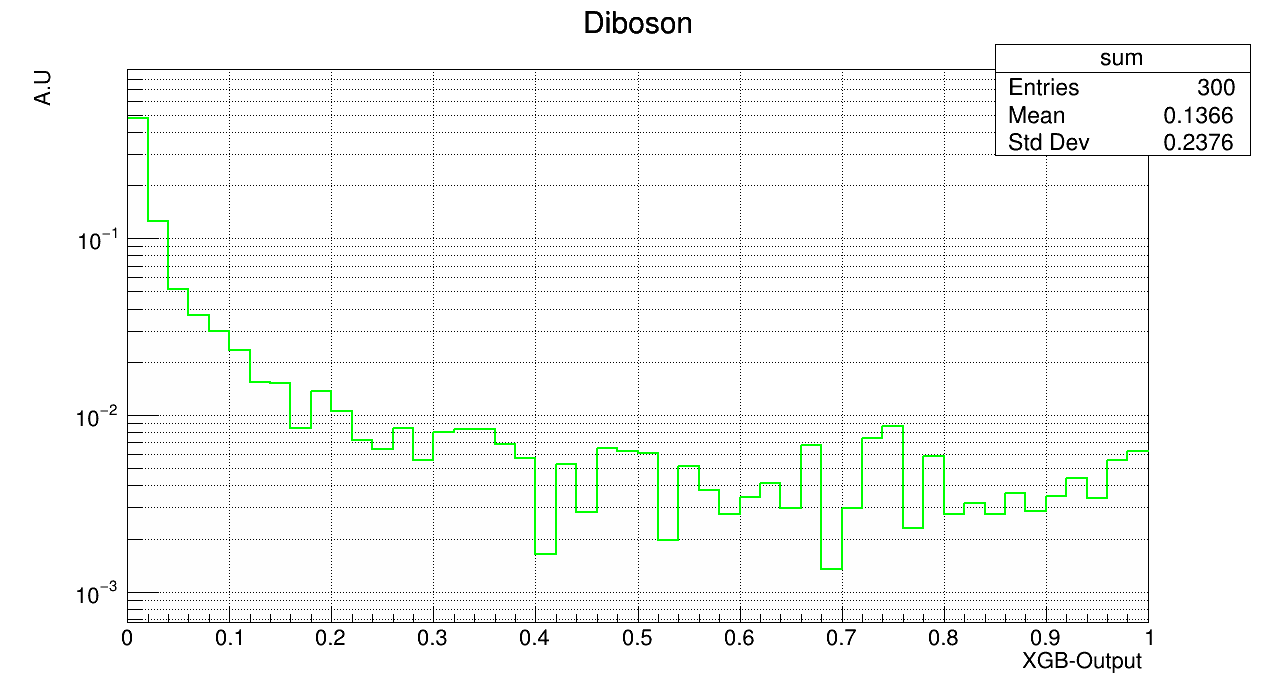 Diboson
A.U
sum
Entries 300
Mean 0.1366
Std Dev 0.2376
10⁻¹
10⁻²
10⁻³
0 0.1 0.2 0.3 0.4 0.5 0.6 0.7 0.8 0.9 1
XGB-Output